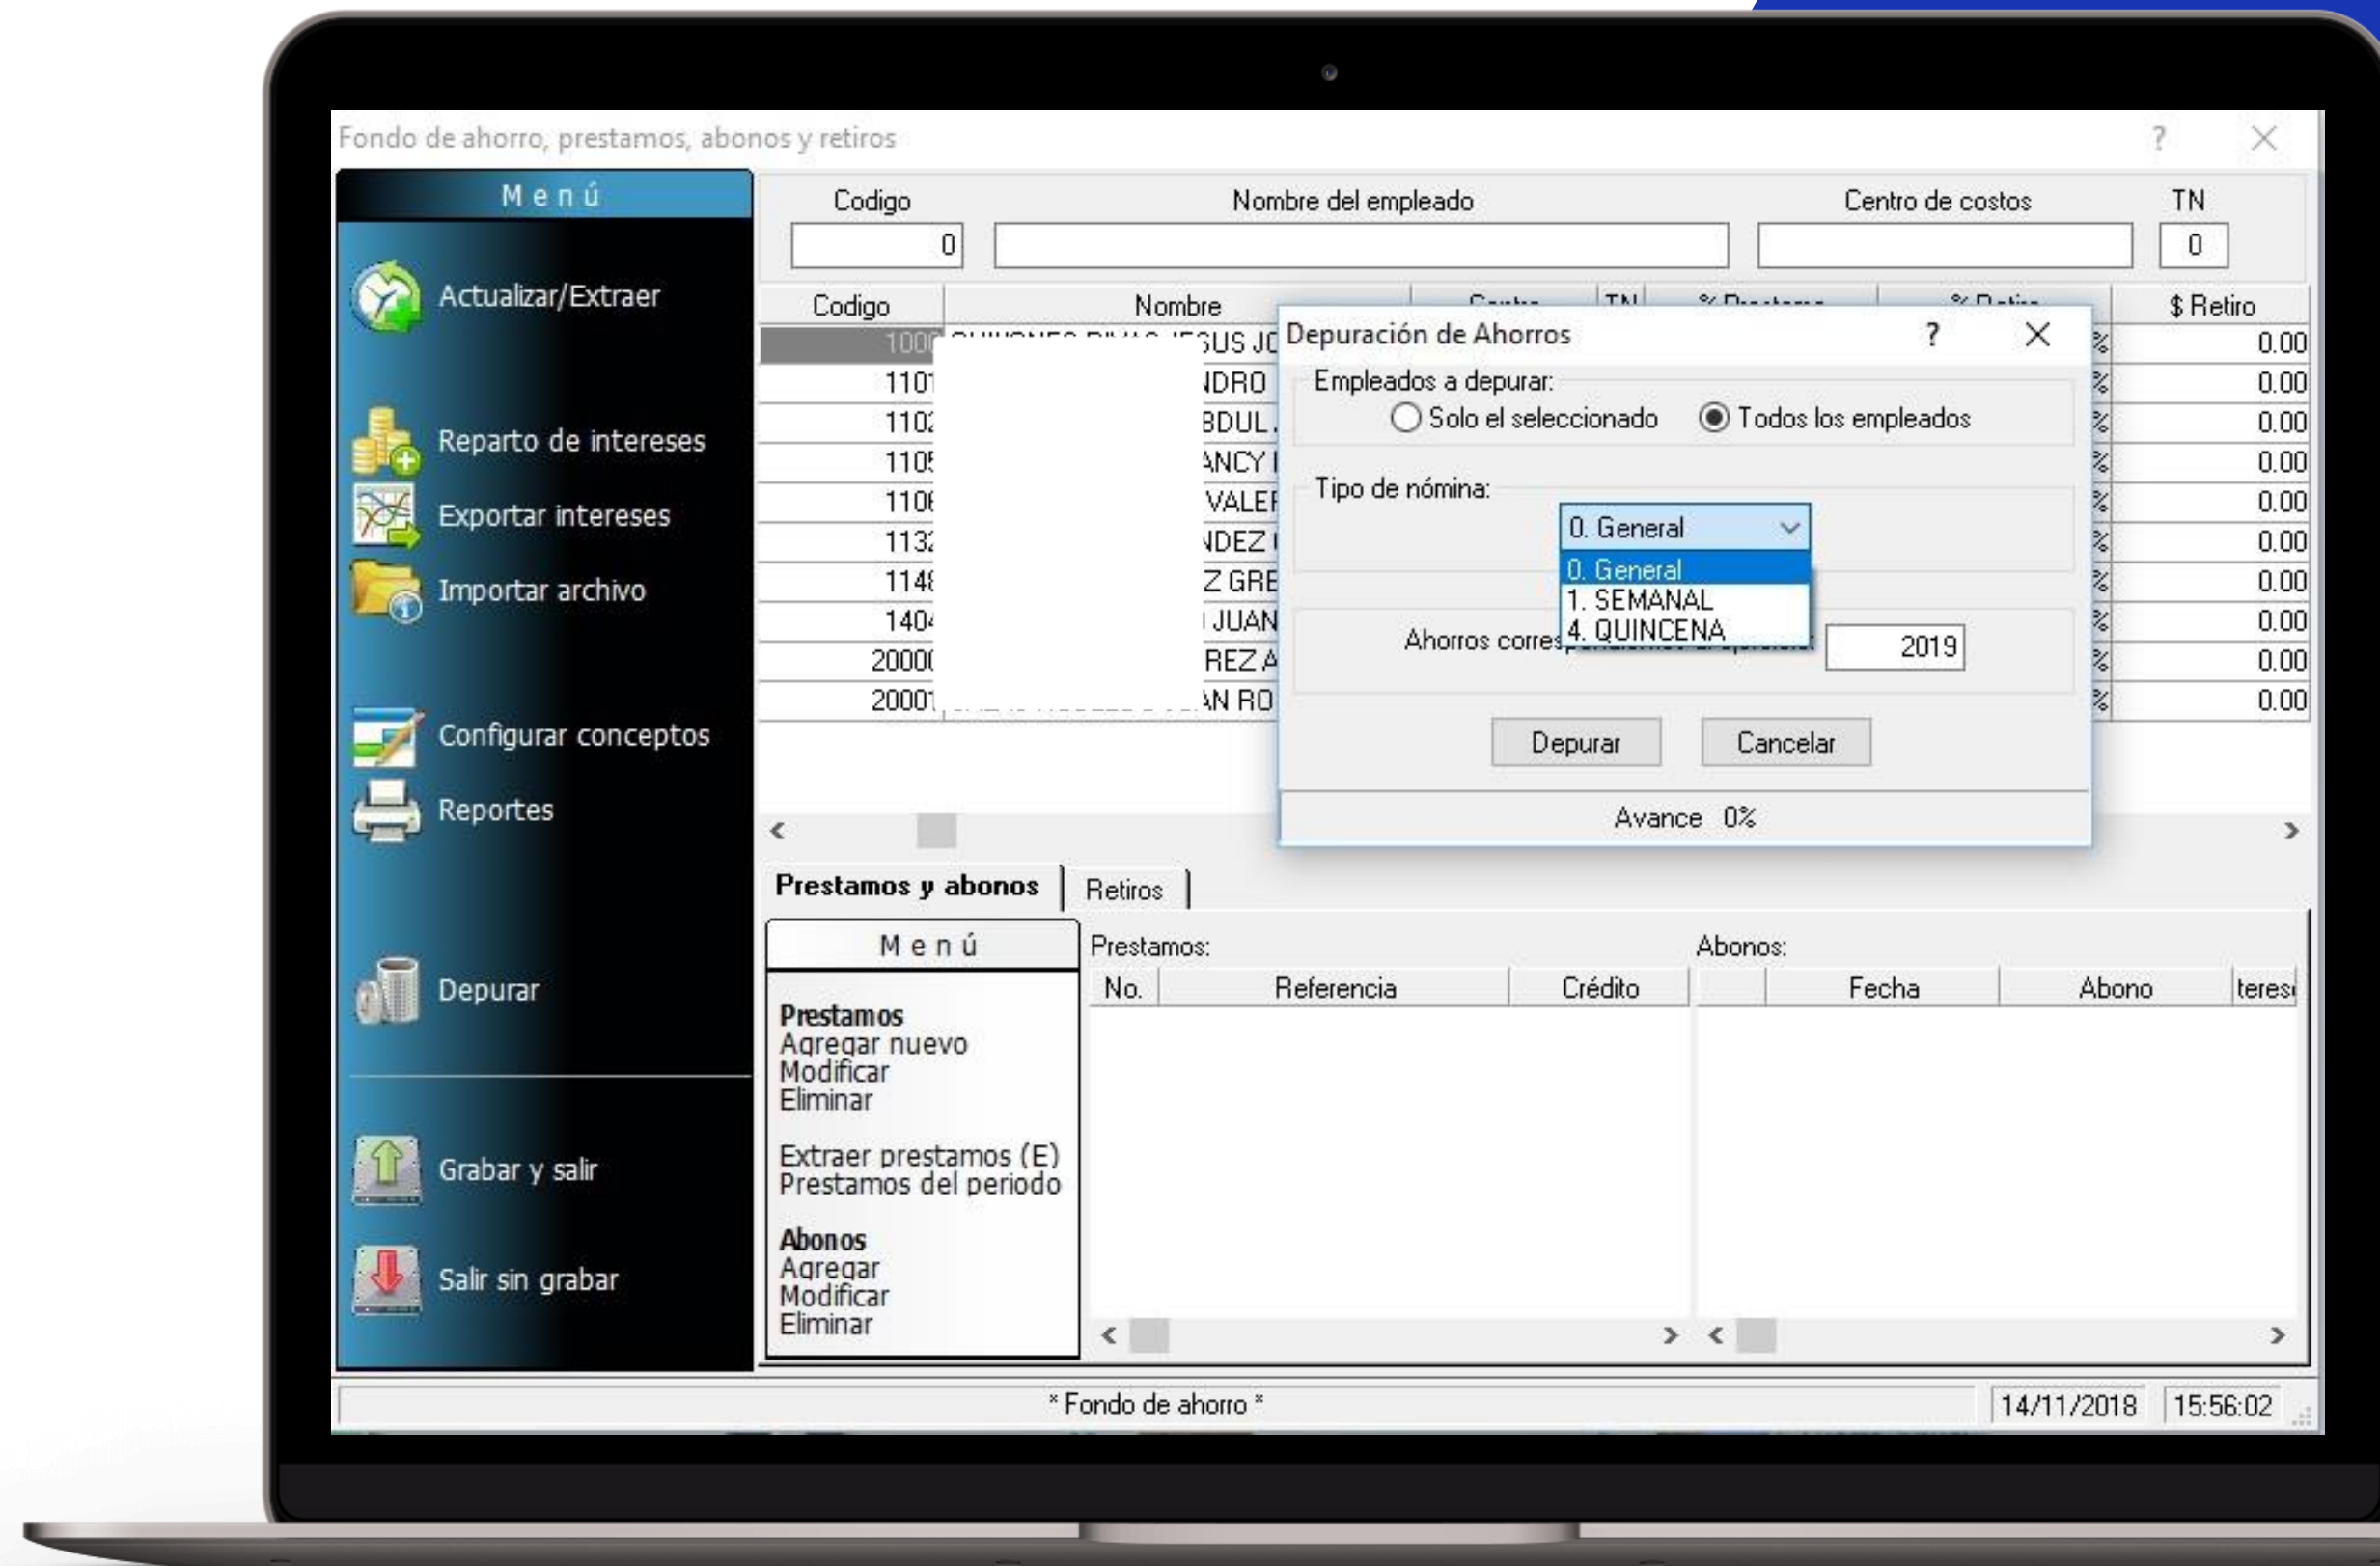 Fondo de ahorro, prestamos, abonos y retiros
? ×
Menú
Actualizar/Extraer
Reparto de intereses
Exportar intereses
Importar archivo
Configurar conceptos
Reportes
Depurar
Grabar y salir
Salir sin grabar
Codigo Nombre del empleado Centro de costos TN
0 0
Codigo Nombre TN $ Retiro
1000 JESUS % 0.00
% 0.00
% 0.00
% 0.00
% 0.00
% 0.00
% 0.00
JUAN % 0.00
% 0.00
% 0.00
Depuración de Ahorros ? ×
Empleados a depurar:
Solo el seleccionado Todos los empleados
Tipo de nómina:
0. General
0. General
1. SEMANAL
4. QUINCENA
Ahorros 2019
Depurar Cancelar
Avance 0%
Prestamos y abonos Retiros
Menú
Prestamos
Agregar nuevo
Modificar
Eliminar
Extraer prestamos (E)
Prestamos del periodo
Abonos
Agregar
Modificar
Eliminar
Prestamos: Abonos:
No. Referencia Crédito Fecha Abono
* Fondo de ahorro * 14/11/2018 15:56:02